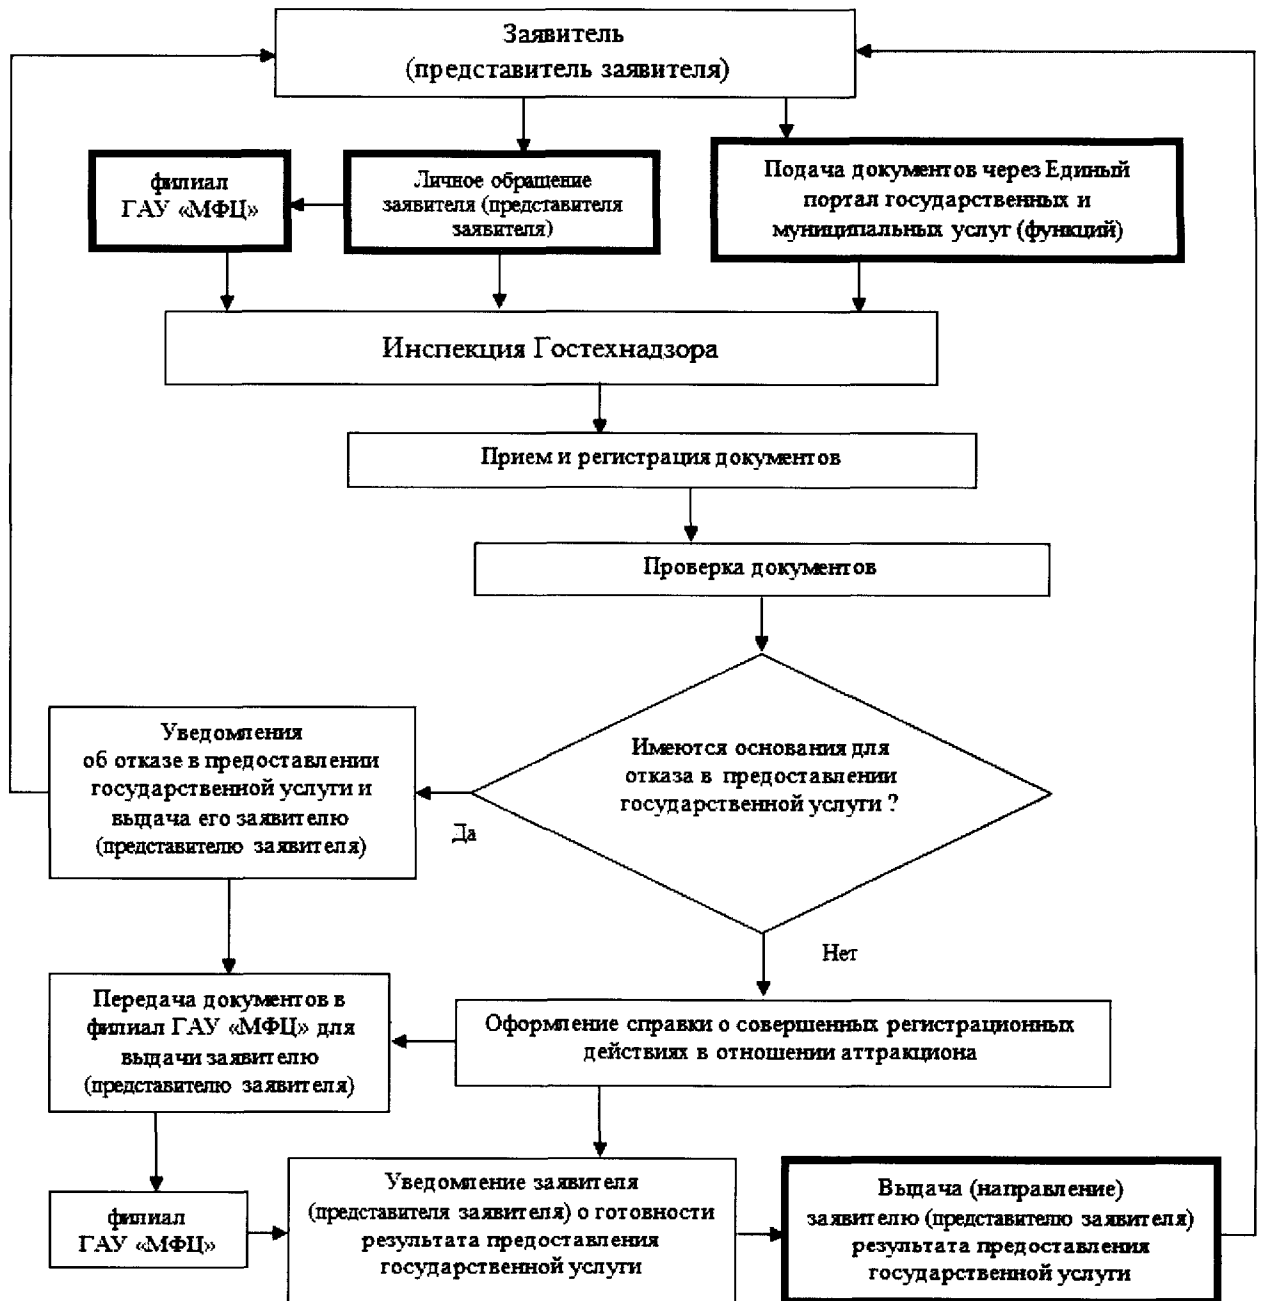 Заявитель
(представитель заявителя)
филиал
ГАУ «МФЦ»
Личное обращение
заявителя (представителя
заявителя)
Подача документов через Единый
портал государственных и
муниципальных услуг (функций)
Инспекция Гостехнадзора
Прием и регистрация документов
Проверка документов
Уведомления
об отказе в предоставлении
государственной услуги и
выдача его заявителю
(представителю заявителя)
Имеются основания для
отказа в предоставлении
государственной услуги ?
Да
Нет
Передача документов в
филиал ГАУ «МФЦ» для
выдачи заявителю
(представителю заявителя)
Оформление справки о совершенных регистрационных
действиях в отношении аттракциона
филиал
ГАУ «МФЦ»
Уведомление заявителя
(представителя заявителя) о готовности
результата предоставления
государственной услуги
Выдача (направление)
заявителю (представителю заявителя)
результата предоставления
государственной услуги